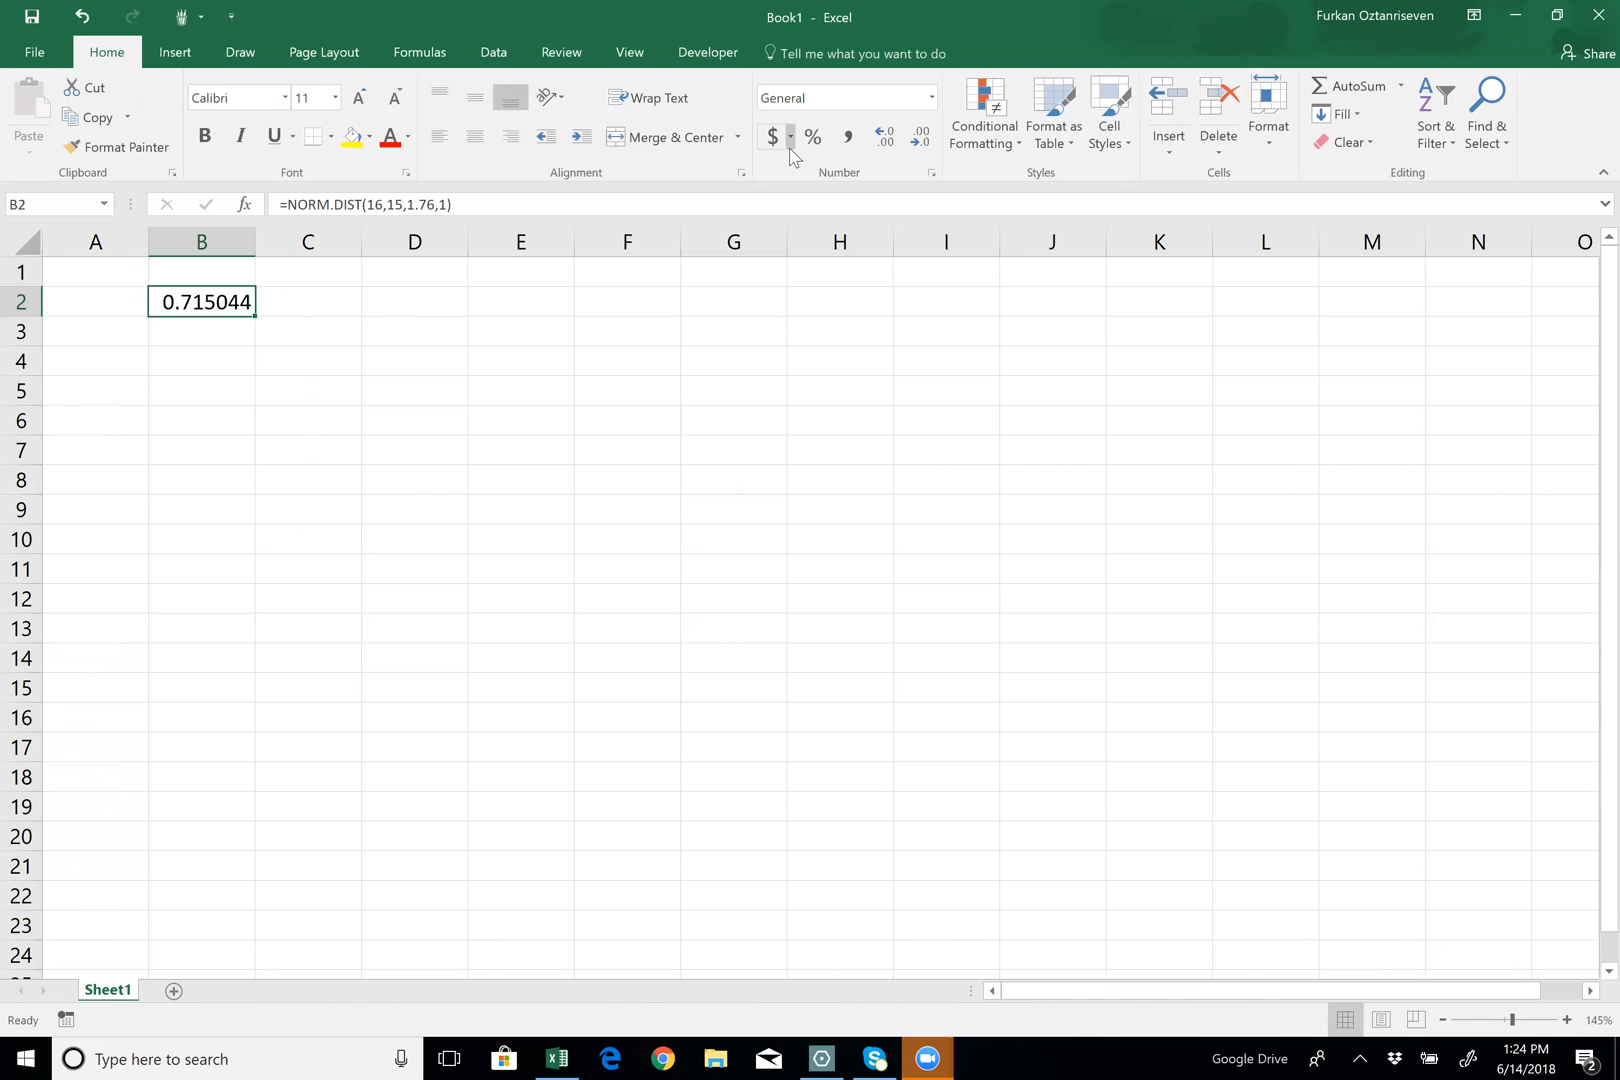 Book1 - Excel
Furkan Oztanriseven
File Home Insert Draw Page Layout Formulas Data Review View Developer Tell me what you want to do Share
Paste
Cut
Copy
Format Painter
Clipboard
Calibri 11
B I U A
Font
Wrap Text
Merge & Center
Alignment
General
$ % ,
Number
Conditional Formatting
Format as Table
Cell Styles
Styles
Insert Delete Format
Cells
AutoSum
Fill
Clear
Sort & Filter
Find & Select
Editing
B2 fx =NORM.DIST(16,15,1.76,1)
A B C D E F G H I J K L M N O
1
2 0.715044
3
4
5
6
7
8
9
10
11
12
13
14
15
16
17
18
19
20
21
22
23
24
Sheet1
Ready 145%
Type here to search
Google Drive
1:24 PM
6/14/2018
2